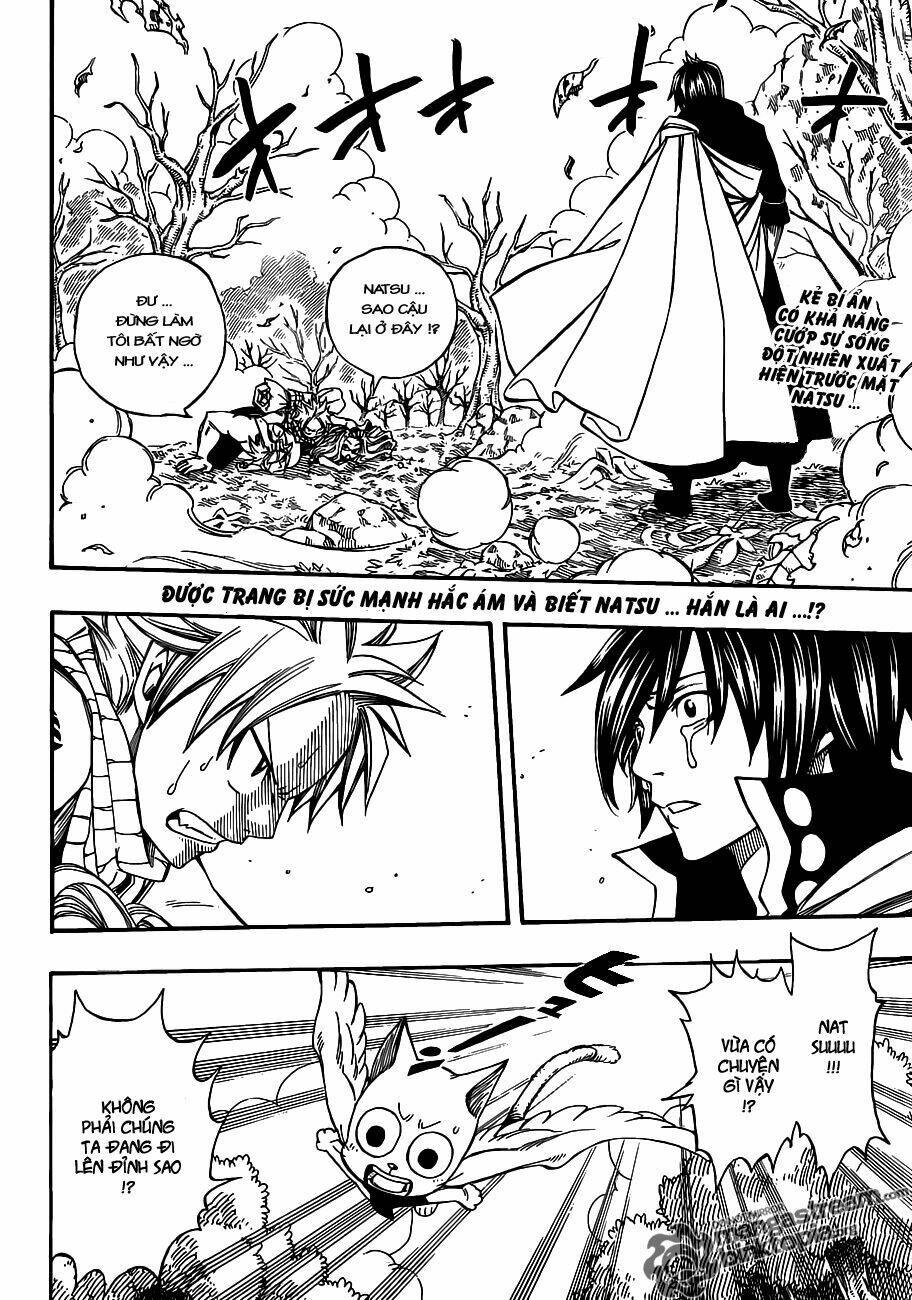 KẺ BÍ ẨN
CÓ KHẢ NĂNG
CƯỚP SỰ SỐNG
ĐỘT NHIÊN XUẤT
HIỆN TRƯỚC MẶT
NATSU ...
NATSU ...
SAO CẬU
LẠI Ở ĐÂY !?
ĐƯ ...
ĐỪNG LÀM
TÔI BẤT NGỜ
NHƯ VẬY ...
ĐƯỢC TRANG BỊ SỨC MẠNH HẮC ÁM VÀ BIẾT NATSU ... HẮN LÀ AI ...!?
NAT
SUUUU
!!!
VỪA CÓ
CHUYỆN
GÌ VẬY
!?
KHÔNG
PHẢI CHÚNG
TA ĐANG ĐI
LÊN ĐỈNH SAO
!?
mangastream.com